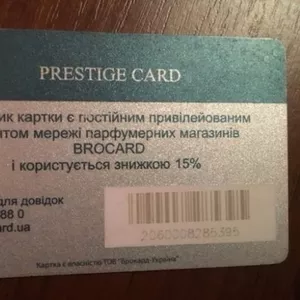 PRESTIGE CARD
ик картки є постійним привілейованим
нтом мережі парфумерних магазинів
BROCARD
і користується знижкою 15%
для довідок
88 0
ard.ua
Картка є власністю ТОВ "Брокард-Україна"